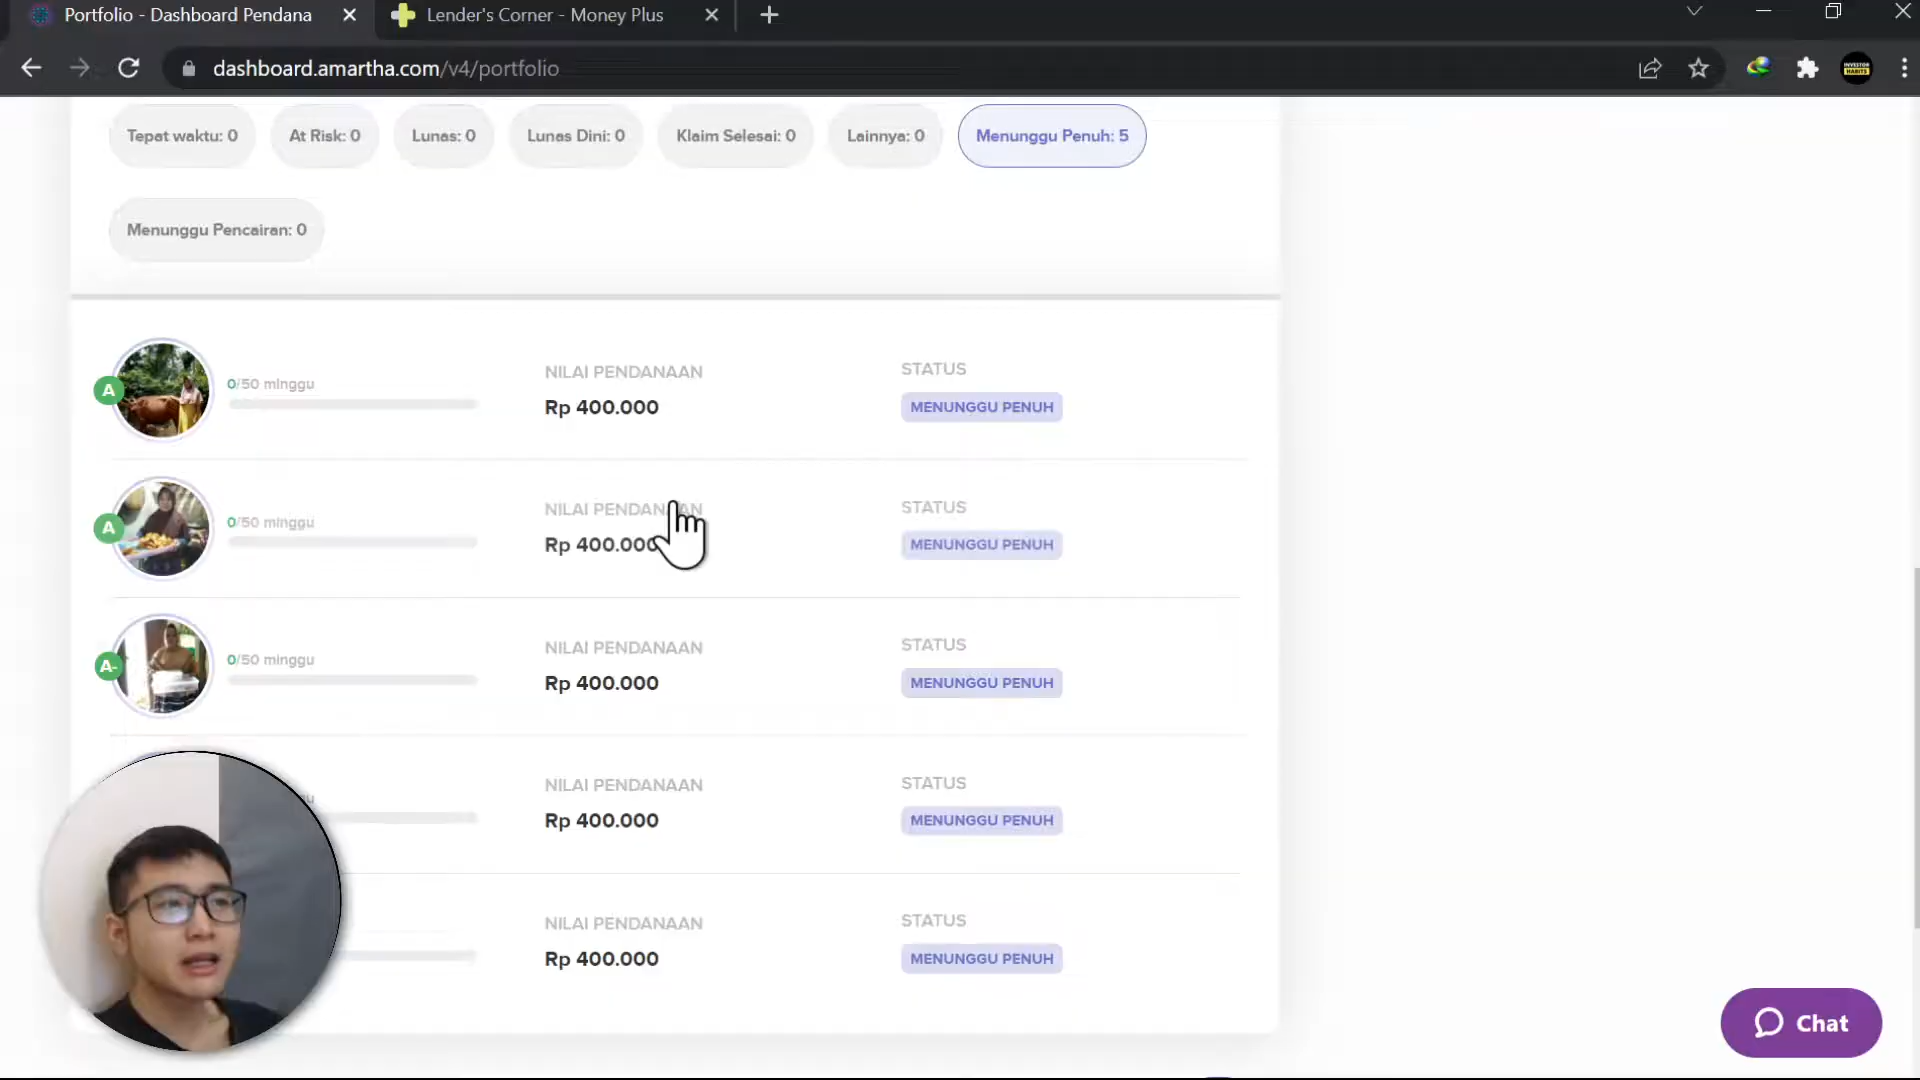 Portfolio - Dashboard Pendana
Lender's Corner - Money Plus
dashboard.amartha.com/v4/portfolio
INVESTOR HABITS
Tepat waktu: 0
At Risk: 0
Lunas: 0
Lunas Dini: 0
Klaim Selesai: 0
Lainnya: 0
Menunggu Penuh: 5
Menunggu Pencairan: 0
A
0/50 minggu
NILAI PENDANAAN
Rp 400.000
STATUS
MENUNGGU PENUH
A
0/50 minggu
NILAI PENDANAAN
Rp 400.000
STATUS
MENUNGGU PENUH
A-
0/50 minggu
NILAI PENDANAAN
Rp 400.000
STATUS
MENUNGGU PENUH
NILAI PENDANAAN
Rp 400.000
STATUS
MENUNGGU PENUH
NILAI PENDANAAN
Rp 400.000
STATUS
MENUNGGU PENUH
Chat